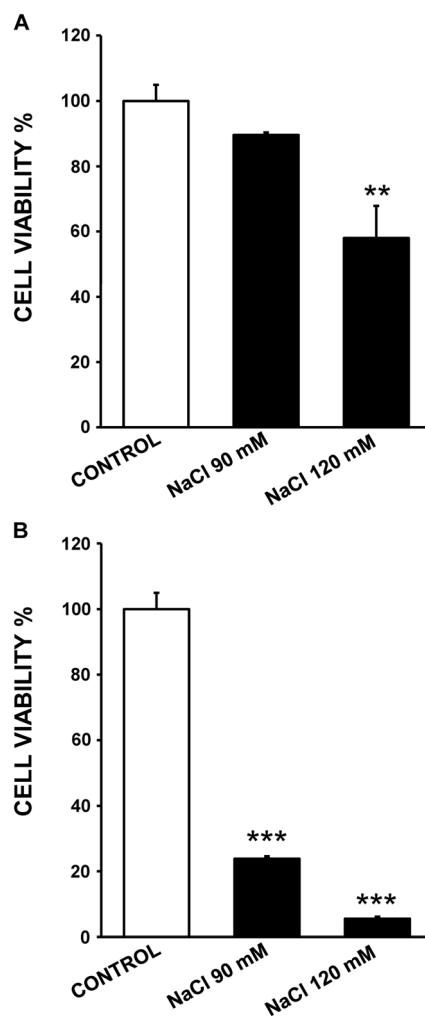 A
CELL VIABILITY %
120
100
80
60
40
20
0
**
CONTROL
NaCl 90 mM
NaCl 120 mM
B
CELL VIABILITY %
120
100
80
60
40
20
0
***
***
CONTROL
NaCl 90 mM
NaCl 120 mM